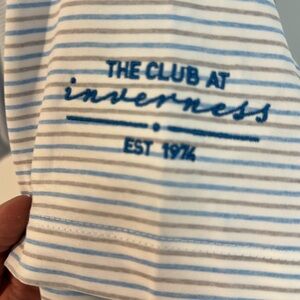 THE CLUB AT
inverness
EST 1974